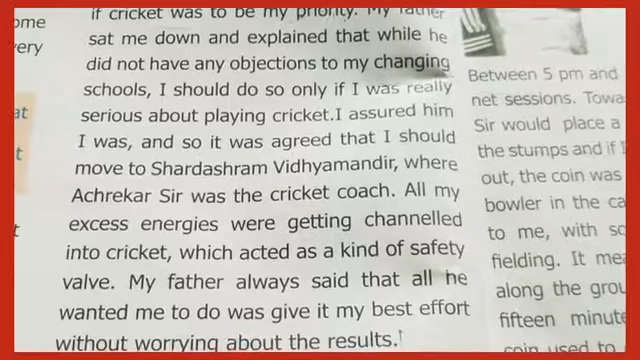 ome
very
at
t
t
if cricket was to be my priority. My father
sat me down and explained that while he
did not have any objections to my changing
schools, I should do so only if I was really
serious about playing cricket.I assured him
I was, and so it was agreed that I should
move to Shardashram Vidhyamandir, where
Achrekar Sir was the cricket coach. All my
excess energies were getting channelled
into cricket, which acted as a kind of safety
valve. My father always said that all he
wanted me to do was give it my best effort
without worrying about the results.
Between 5 pm and
net sessions. Towa
Sir would place a
the stumps and if I
out, the coin was
bowler in the ca
to me, with so
fielding. It mea
along the grou
fifteen minute
coin used to